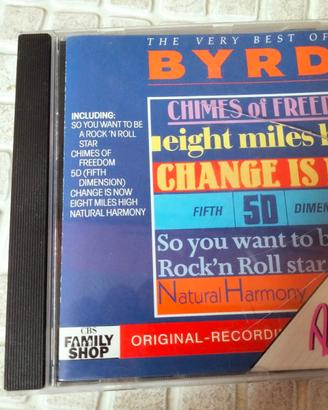 THE VERY BEST OF
BYRD
INCLUDING:
SO YOU WANT TO BE
A ROCK 'N ROLL
STAR
CHIMES OF
FREEDOM
5D (FIFTH
DIMENSION)
CHANGE IS NOW
EIGHT MILES HIGH
NATURAL HARMONY
CHIMES of FREED
eight miles h
CHANGE IS
FIFTH 5D DIMEN
So you want to b
Rock'n Roll star
Natural Harmony
CBS
FAMILY
SHOP
ORIGINAL-RECORDIN